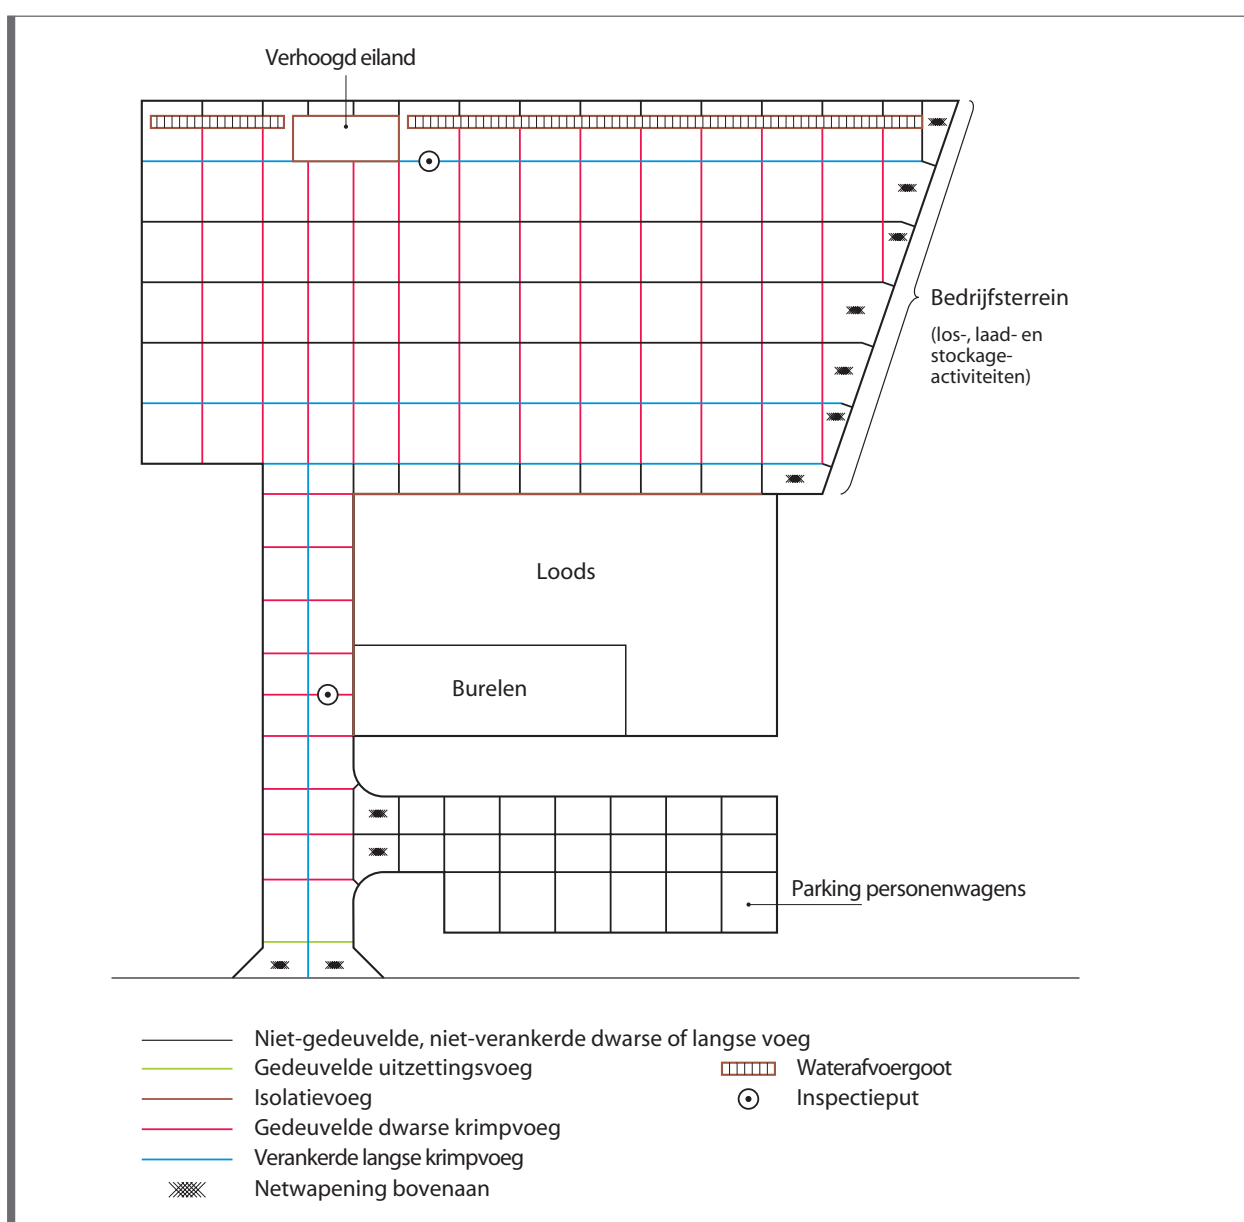 Verhoogd eiland
Bedrijfsterrein
(los-, laad- en
stockage-
activiteiten)
Loods
Burelen
Parking personenwagens
Niet-gedeuvelde, niet-verankerde dwarse of langse voeg
Gedeuvelde uitzettingsvoeg
Isolatievoeg
Gedeuvelde dwarse krimpvoeg
Verankerde langse krimpvoeg
Netwapening bovenaan
Waterafvoergoot
Inspectieput